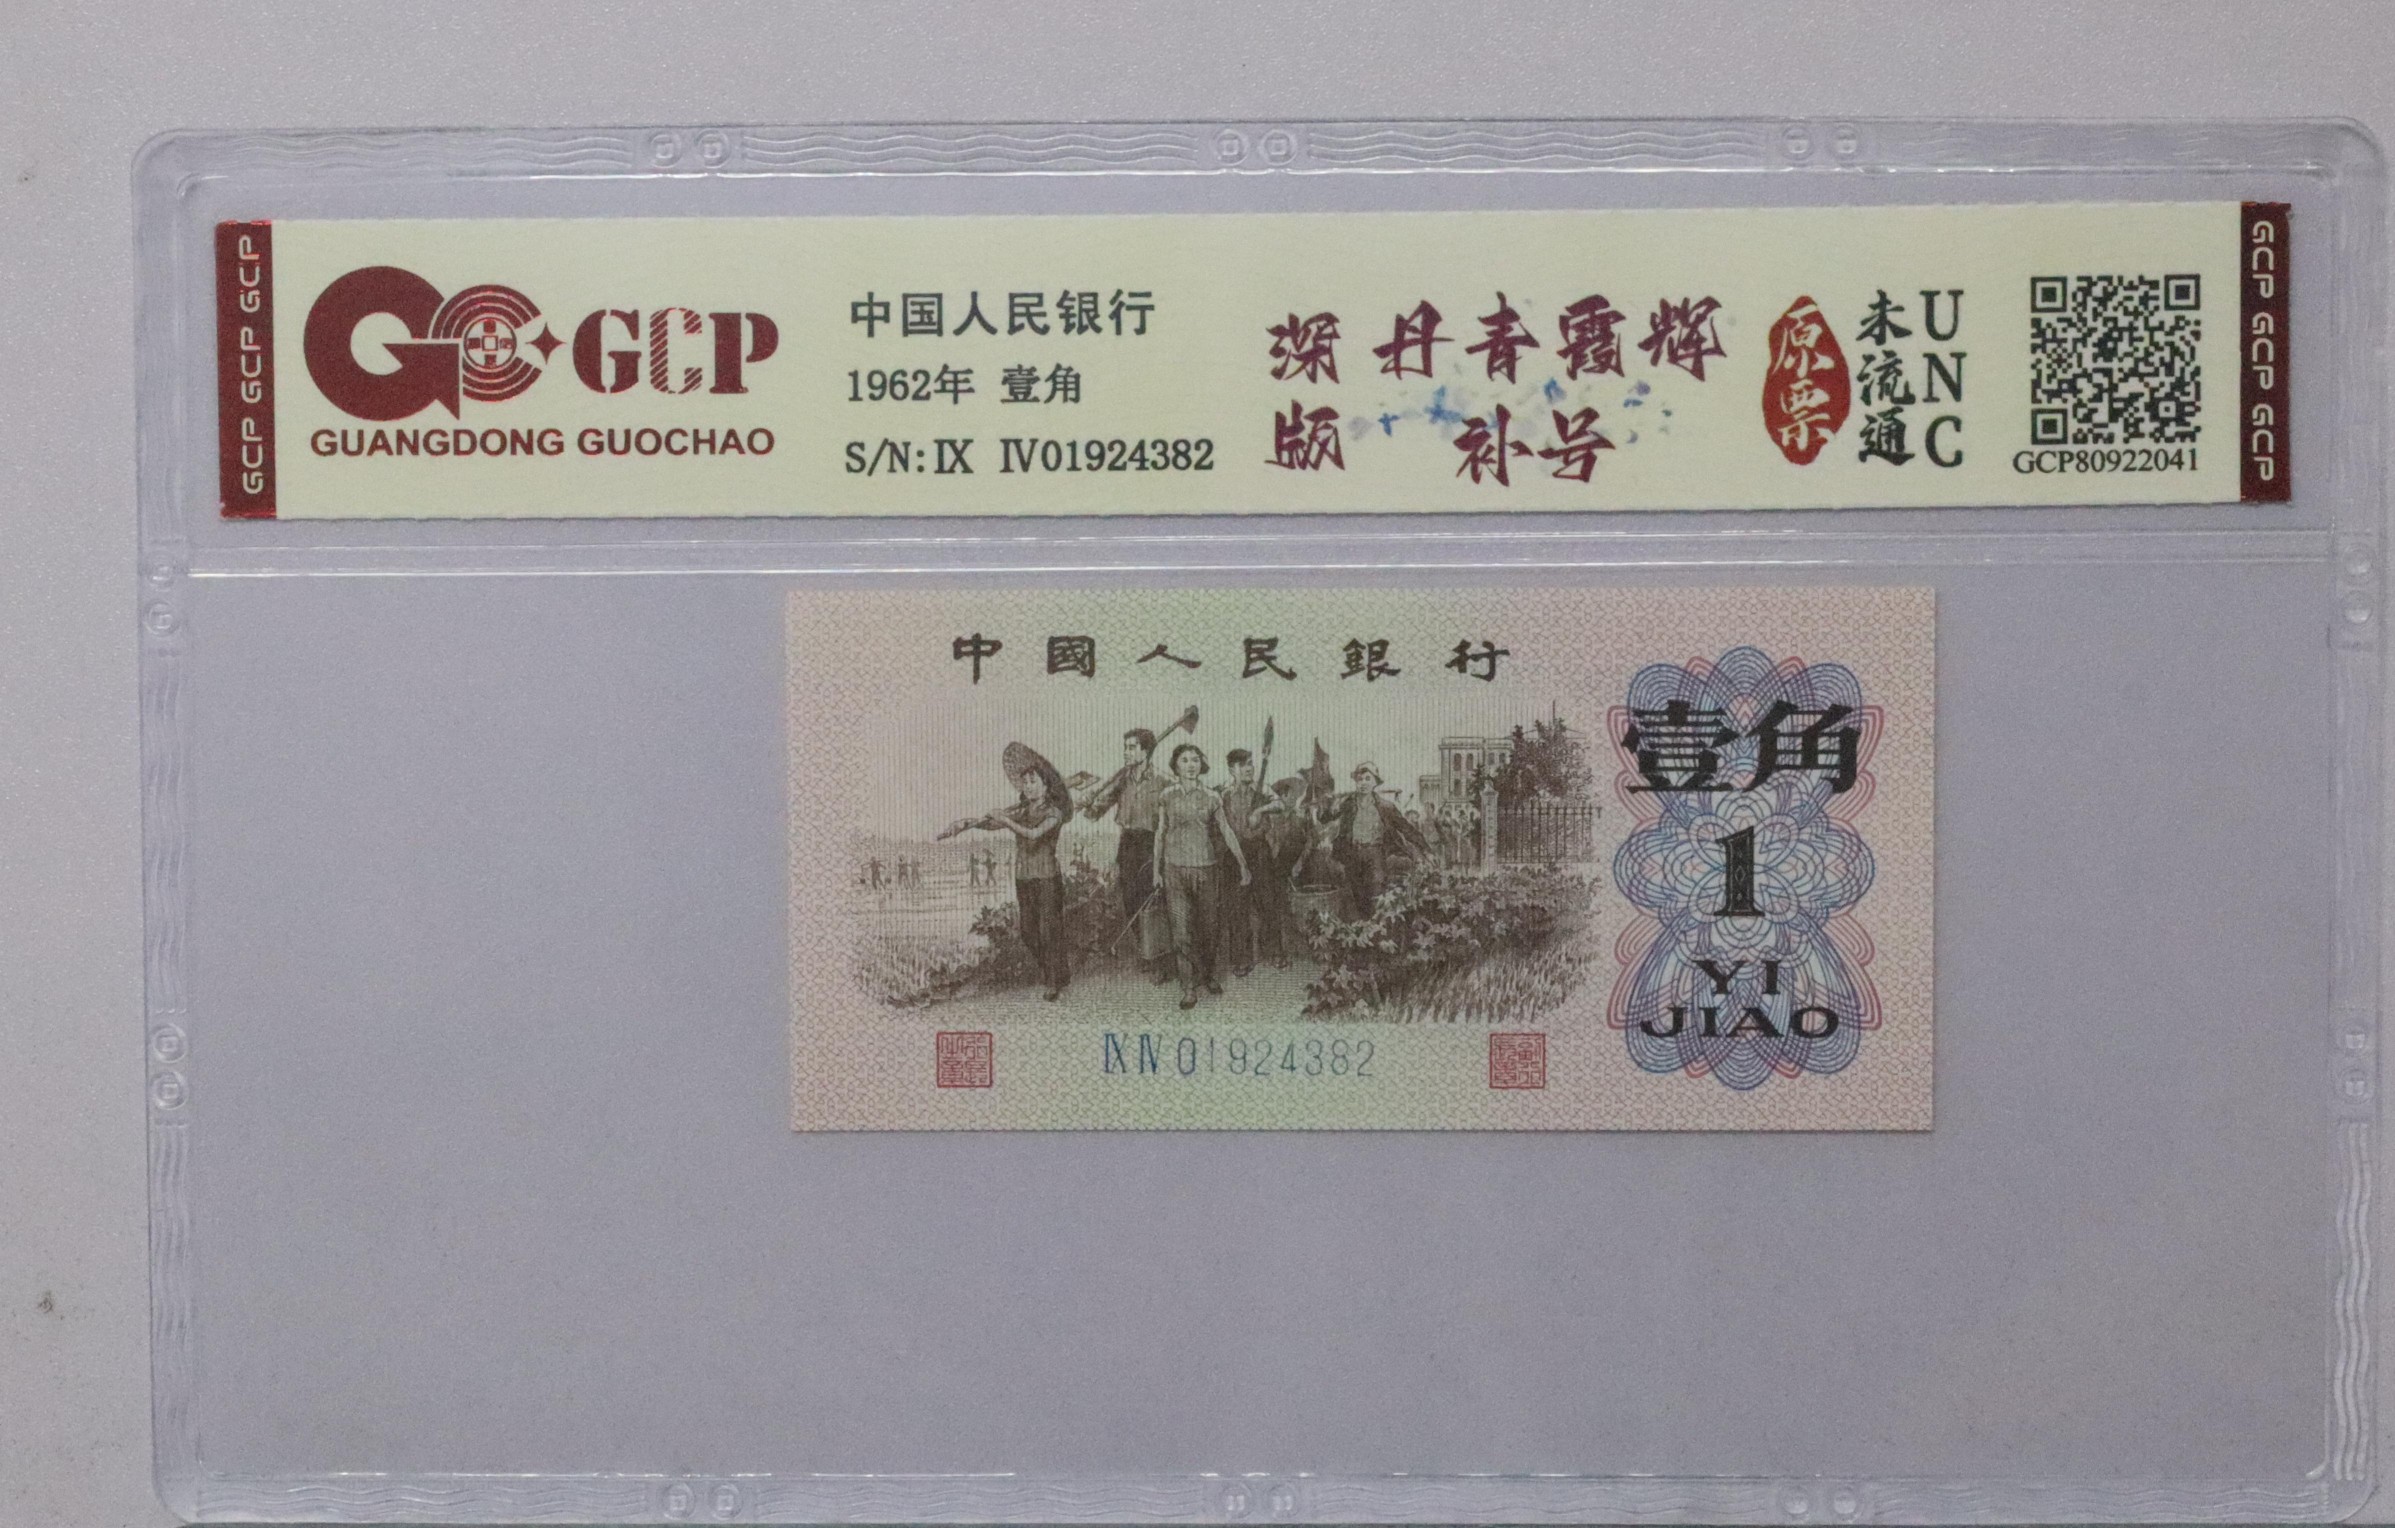 GCP GCP GCP
GCP
GUANGDONG GUOCHAO
中国人民银行
1962年 壹角
S/N: IX IV01924382
深 丹青霞辉
版 补号
原票
未流通
UNC
GCP80922041
GCP GCP GCP
中國人民銀行
壹角
1
YI
JIAO
IX IV 01924382